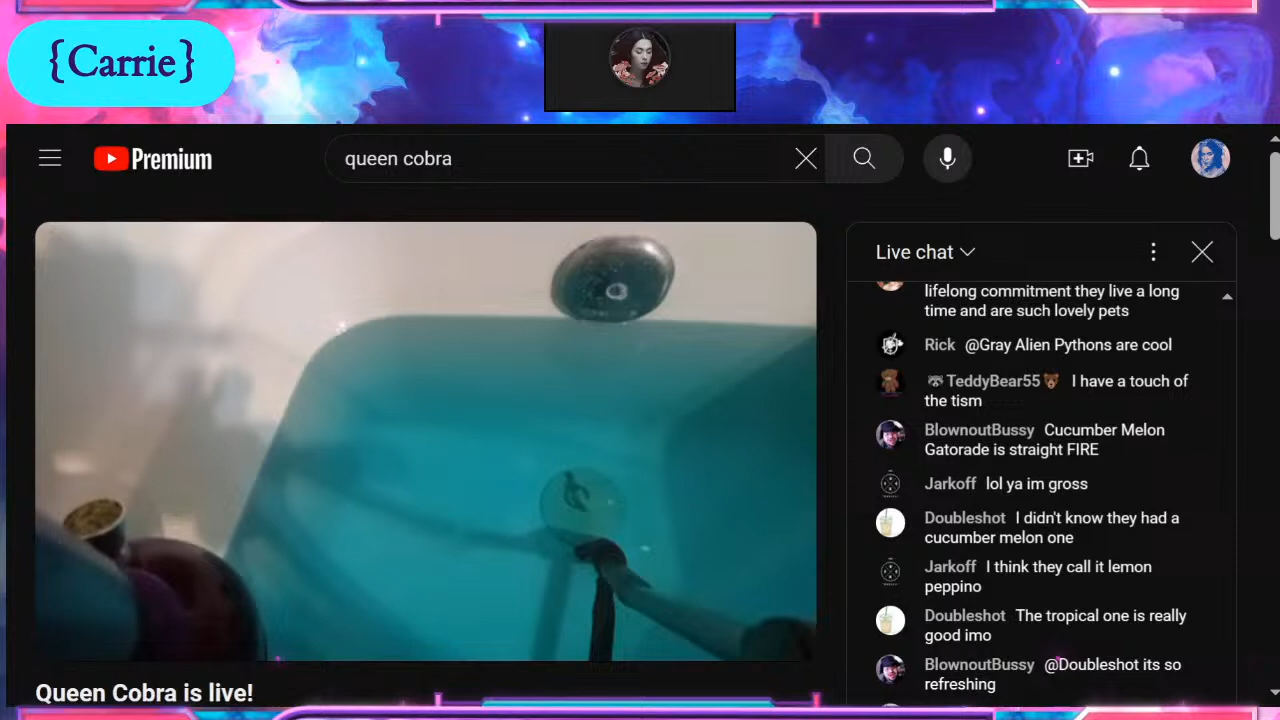 {Carrie}
Premium
queen cobra
Live chat
lifelong commitment they live a long
time and are such lovely pets
Rick @Gray Alien Pythons are cool
🦝TeddyBear55🐻 I have a touch of
the tism
BlownoutBussy Cucumber Melon
Gatorade is straight FIRE
Jarkoff lol ya im gross
Doubleshot I didn't know they had a
cucumber melon one
Jarkoff I think they call it lemon
peppino
Doubleshot The tropical one is really
good imo
BlownoutBussy @Doubleshot its so
refreshing
Queen Cobra is live!